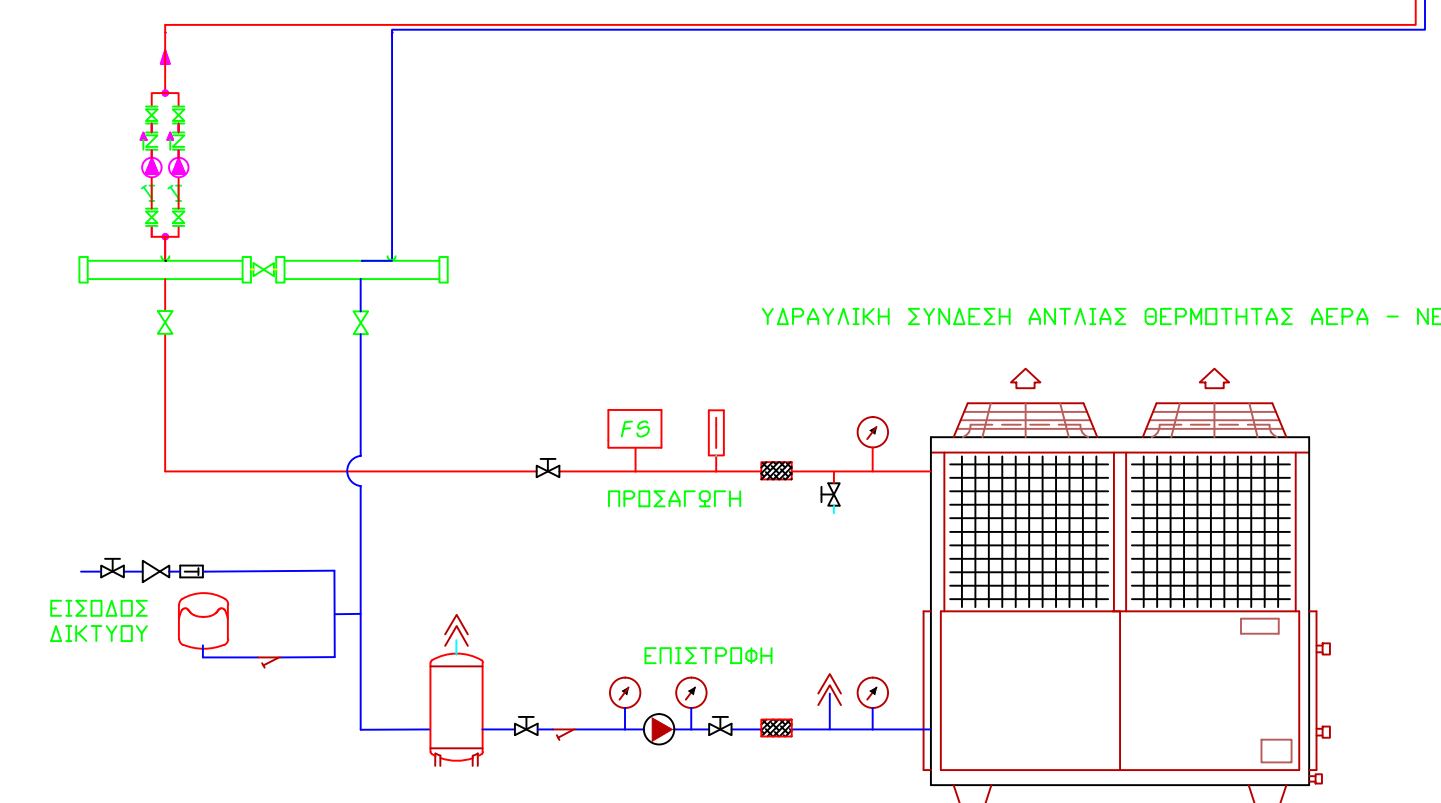 ΥΔΡΑΥΛΙΚΗ ΣΥΝΔΕΣΗ ΑΝΤΛΙΑΣ ΘΕΡΜΟΤΗΤΑΣ ΑΕΡΑ - ΝΕ
FS
ΠΡΟΣΑΓΩΓΗ
ΕΙΣΟΔΟΣ
ΔΙΚΤΥΟΥ
ΕΠΙΣΤΡΟΦΗ